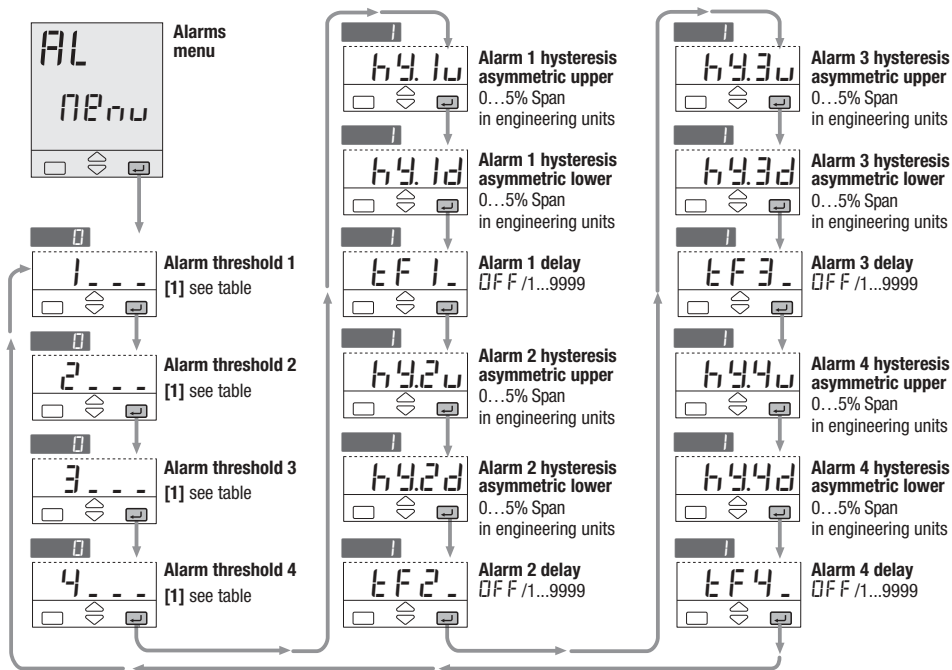 AL
MEnu
Alarms
menu
0
1_ _ _
Alarm threshold 1
[1] see table
0
2_ _ _
Alarm threshold 2
[1] see table
0
3_ _ _
Alarm threshold 3
[1] see table
0
4_ _ _
Alarm threshold 4
[1] see table
1
hY.1u
Alarm 1 hysteresis
asymmetric upper
0…5% Span
in engineering units
1
hY.1d
Alarm 1 hysteresis
asymmetric lower
0…5% Span
in engineering units
1
tF1_
Alarm 1 delay
OFF/1...9999
1
hY.2u
Alarm 2 hysteresis
asymmetric upper
0…5% Span
in engineering units
1
hY.2d
Alarm 2 hysteresis
asymmetric lower
0…5% Span
in engineering units
1
tF2_
Alarm 2 delay
OFF/1...9999
1
hY.3u
Alarm 3 hysteresis
asymmetric upper
0…5% Span
in engineering units
1
hY.3d
Alarm 3 hysteresis
asymmetric lower
0…5% Span
in engineering units
1
tF3_
Alarm 3 delay
OFF/1...9999
1
hY.4u
Alarm 4 hysteresis
asymmetric upper
0…5% Span
in engineering units
1
hY.4d
Alarm 4 hysteresis
asymmetric lower
0…5% Span
in engineering units
1
tF4_
Alarm 4 delay
OFF/1...9999